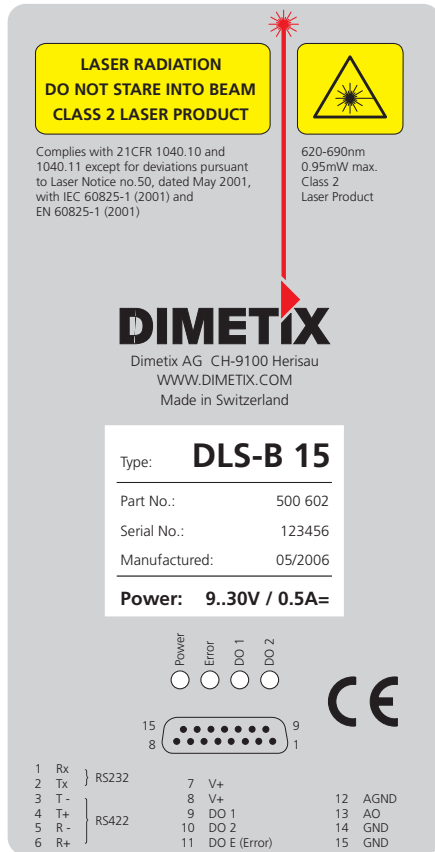 LASER RADIATION
DO NOT STARE INTO BEAM
CLASS 2 LASER PRODUCT
Complies with 21CFR 1040.10 and
1040.11 except for deviations pursuant
to Laser Notice no.50, dated May 2001,
with IEC 60825-1 (2001) and
EN 60825-1 (2001)
620-690nm
0.95mW max.
Class 2
Laser Product
DIMETIX
Dimetix AG CH-9100 Herisau
WWW.DIMETIX.COM
Made in Switzerland
Type: DLS-B 15
Part No.: 500 602
Serial No.: 123456
Manufactured: 05/2006
Power: 9..30V / 0.5A=
Power Error DO 1 DO 2
CE
15 9
8 1
1 Rx
2 Tx
RS232
3 T -
4 T+
5 R -
6 R+
RS422
7 V+
8 V+
9 DO 1
10 DO 2
11 DO E (Error)
12 AGND
13 AO
14 GND
15 GND